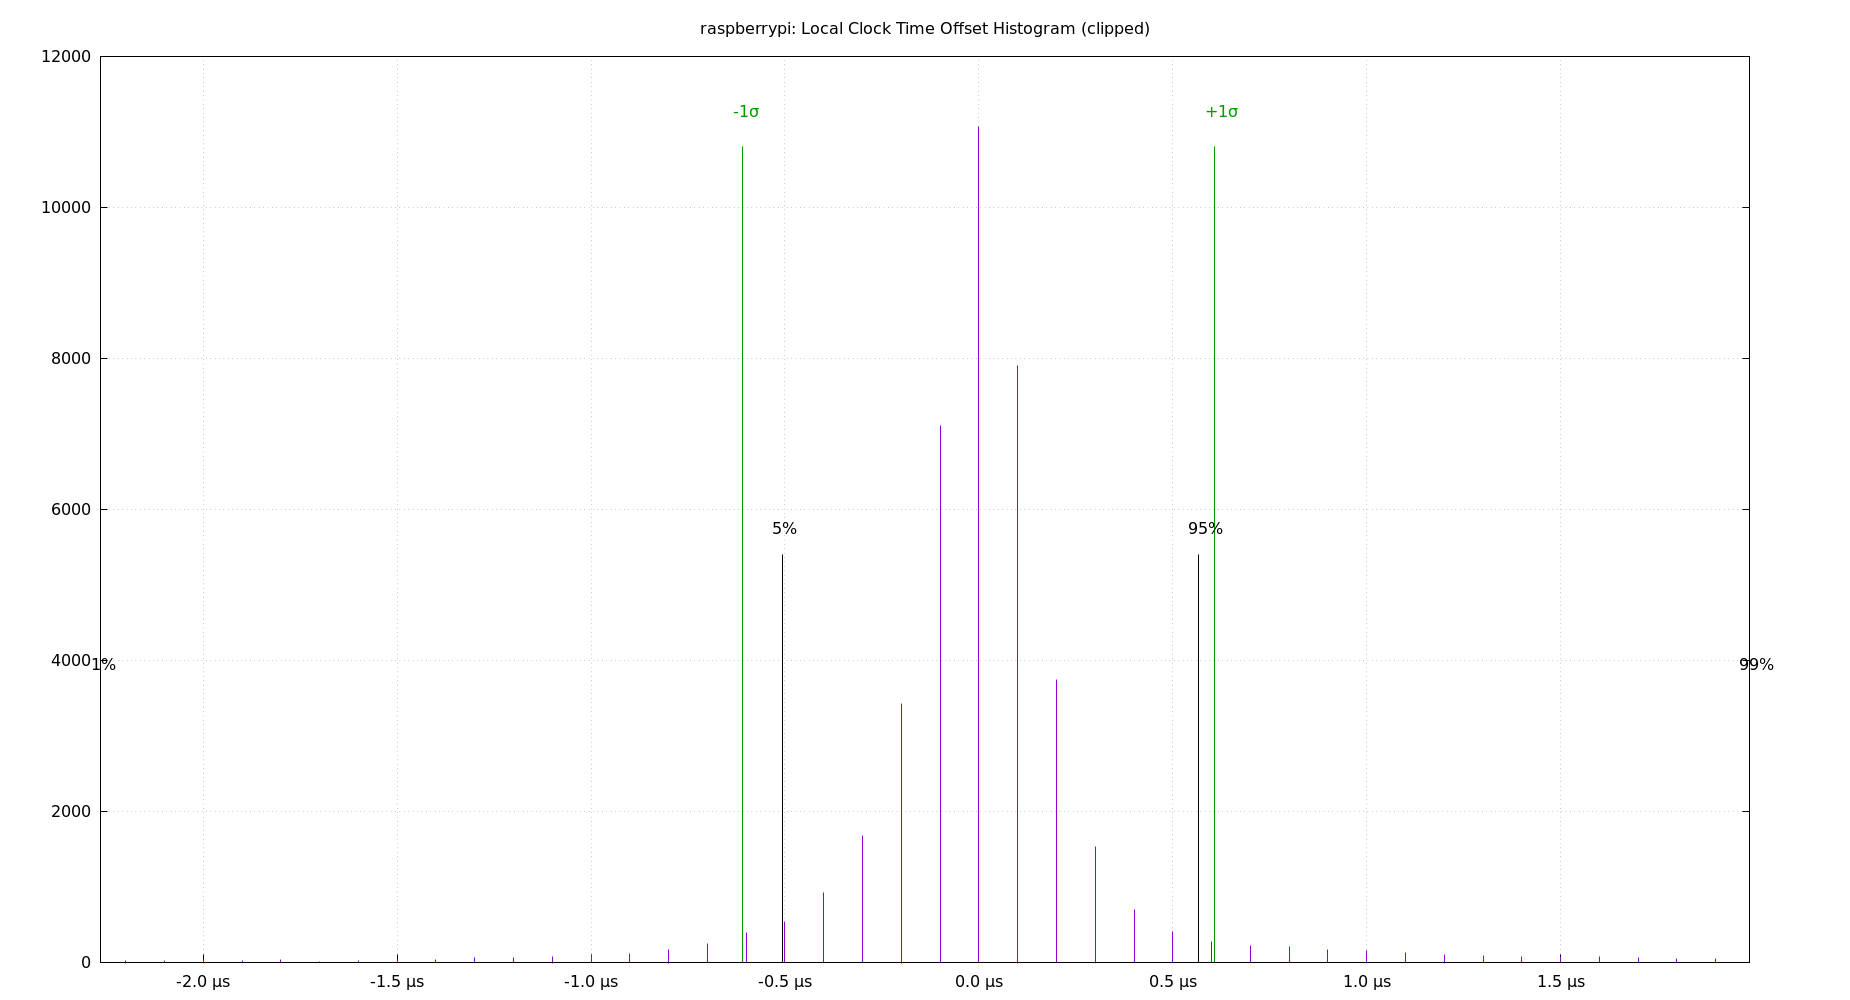 raspberrypi: Local Clock Time Offset Histogram (clipped)
12000
-1σ
+1σ
10000
8000
6000
5%
95%
4000
1%
99%
2000
0
-2.0 µs
-1.5 µs
-1.0 µs
-0.5 µs
0.0 µs
0.5 µs
1.0 µs
1.5 µs